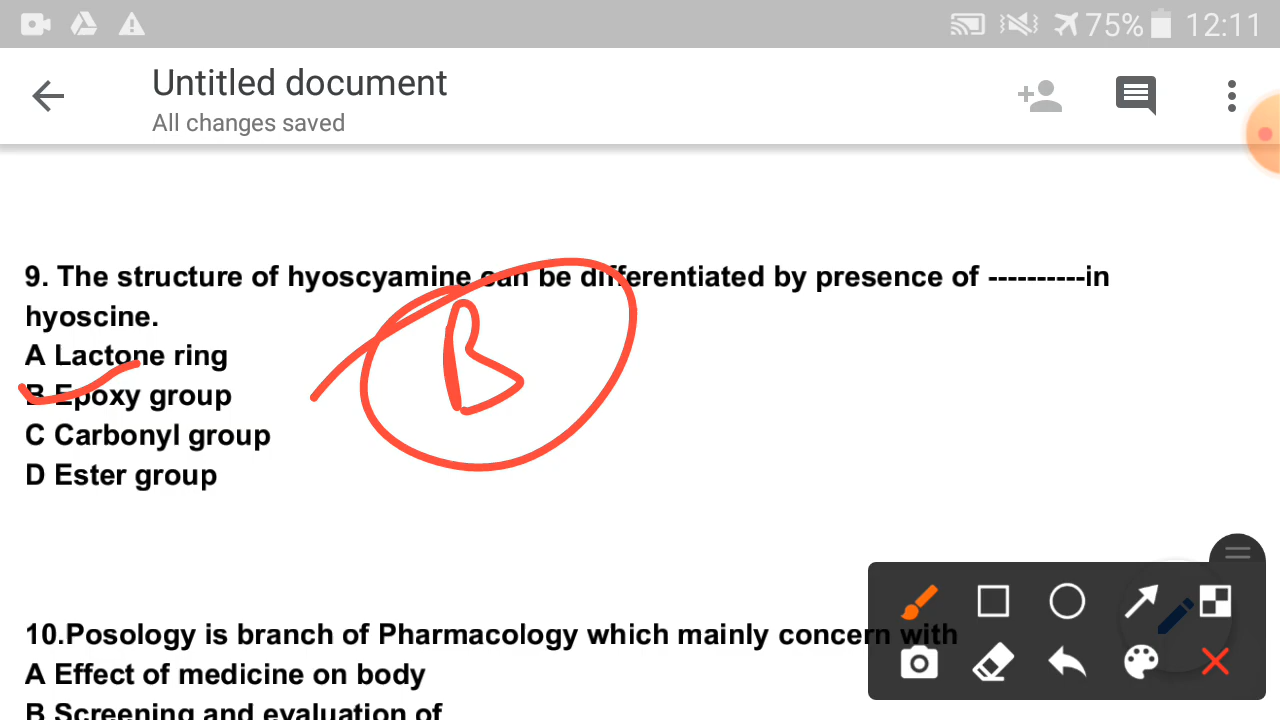 75% 12:11
Untitled document
All changes saved
9. The structure of hyoscyamine can be differentiated by presence of ----------in
hyoscine.
A Lactone ring
B Epoxy group
C Carbonyl group
D Ester group
B
10.Posology is branch of Pharmacology which mainly concern with
A Effect of medicine on body
B Screening and evaluation of